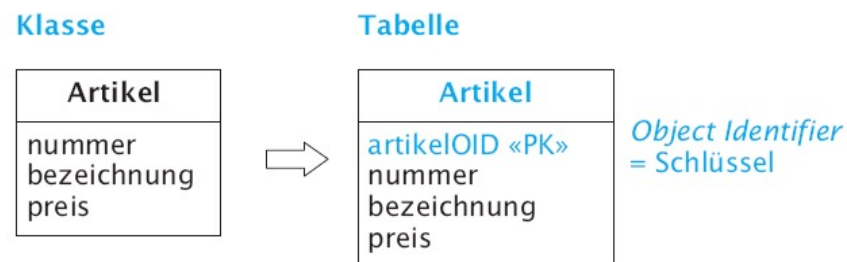 Klasse
Tabelle
Artikel
nummer
bezeichnung
preis
Artikel
artikelOID «PK»
nummer
bezeichnung
preis
Object Identifier
= Schlüssel